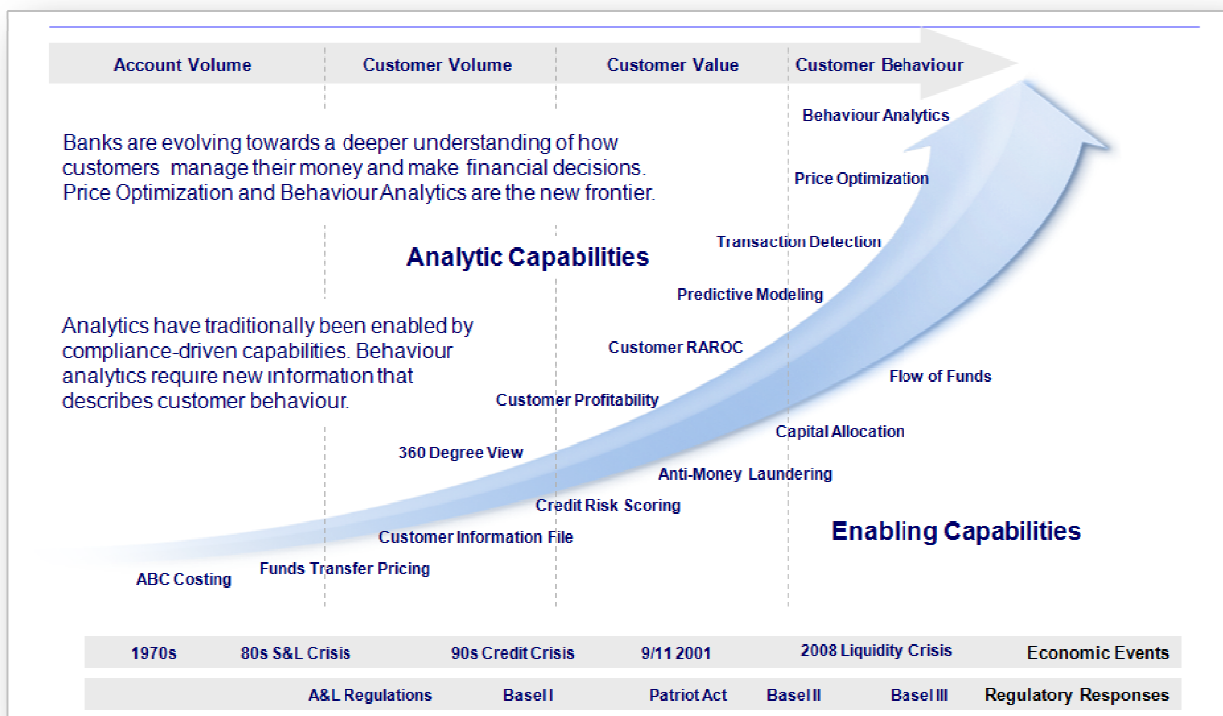 Account Volume
Customer Volume
Customer Value
Customer Behaviour
Behaviour Analytics
Banks are evolving towards a deeper understanding of how
customers manage their money and make financial decisions.
Price Optimization and Behaviour Analytics are the new frontier.
Price Optimization
Transaction Detection
Analytic Capabilities
Predictive Modeling
Analytics have traditionally been enabled by
compliance-driven capabilities. Behaviour
analytics require new information that
describes customer behaviour.
Customer RAROC
Flow of Funds
Customer Profitability
Capital Allocation
360 Degree View
Anti-Money Laundering
Credit Risk Scoring
Enabling Capabilities
Customer Information File
Funds Transfer Pricing
ABC Costing
1970s
80s S&L Crisis
90s Credit Crisis
9/11 2001
2008 Liquidity Crisis
Economic Events
A&L Regulations
Basel I
Patriot Act
Basel II
Basel III
Regulatory Responses